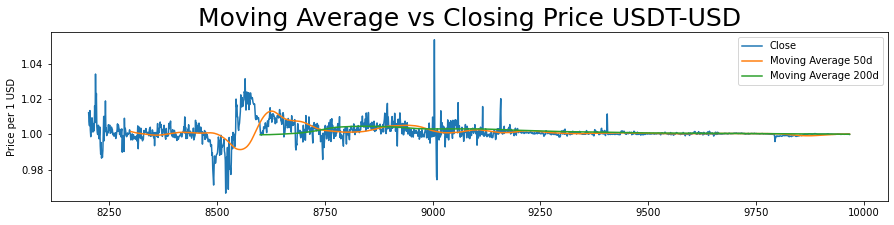 Moving Average vs Closing Price USDT-USD
Close
Moving Average 50d
Moving Average 200d
Price per 1 USD
1.04
1.02
1.00
0.98
8250 8500 8750 9000 9250 9500 9750 10000